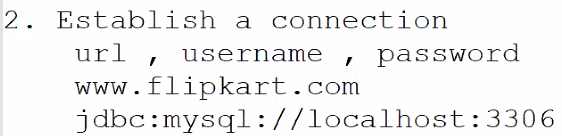 2. Establish a connection
url , username , password
www.flipkart.com
jdbc:mysql://localhost:3306